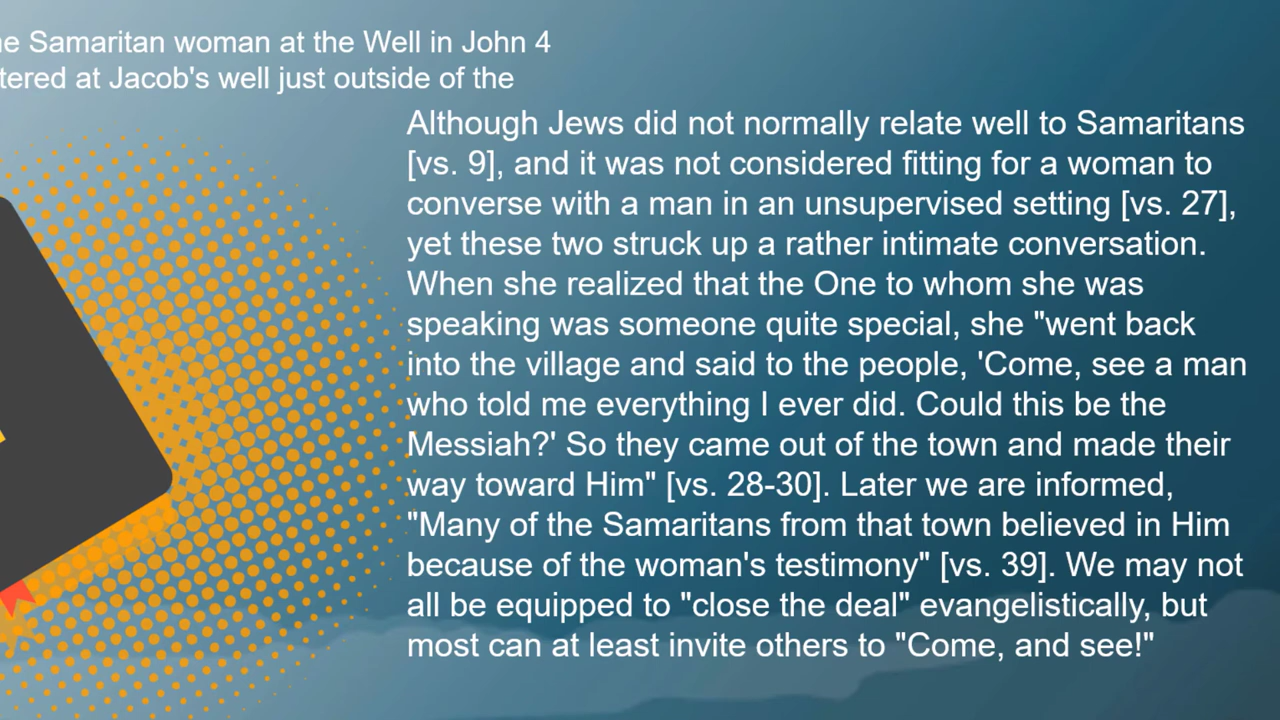 Samaritan woman at the Well in John 4
at Jacob's well just outside of the
Although Jews did not normally relate well to Samaritans
[vs. 9], and it was not considered fitting for a woman to
converse with a man in an unsupervised setting [vs. 27],
yet these two struck up a rather intimate conversation.
When she realized that the One to whom she was
speaking was someone quite special, she "went back
into the village and said to the people, 'Come, see a man
who told me everything I ever did. Could this be the
Messiah?' So they came out of the town and made their
way toward Him" [vs. 28-30]. Later we are informed,
"Many of the Samaritans from that town believed in Him
because of the woman's testimony" [vs. 39]. We may not
all be equipped to "close the deal" evangelistically, but
most can at least invite others to "Come, and see!"